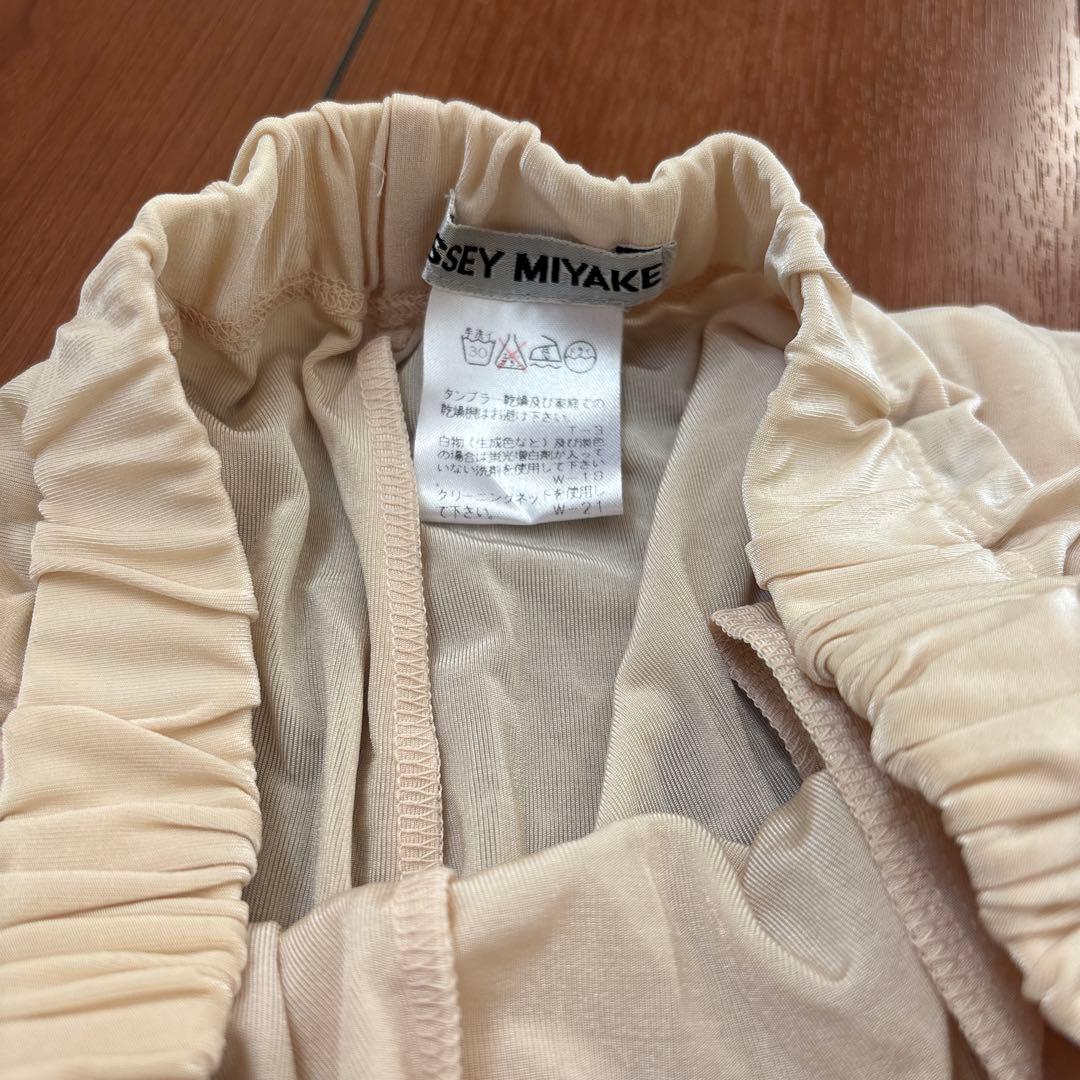 SSEY MIYAKE
手洗イ
30
タンブラー乾燥及び家庭での
乾燥機はお避け下さい。
T-3
白物(生成色など)及び淡色
の場合は蛍光増白剤が入って
いない洗剤を使用して下さい
W-18
クリーニングネットを使用し
て下さい。 W-21